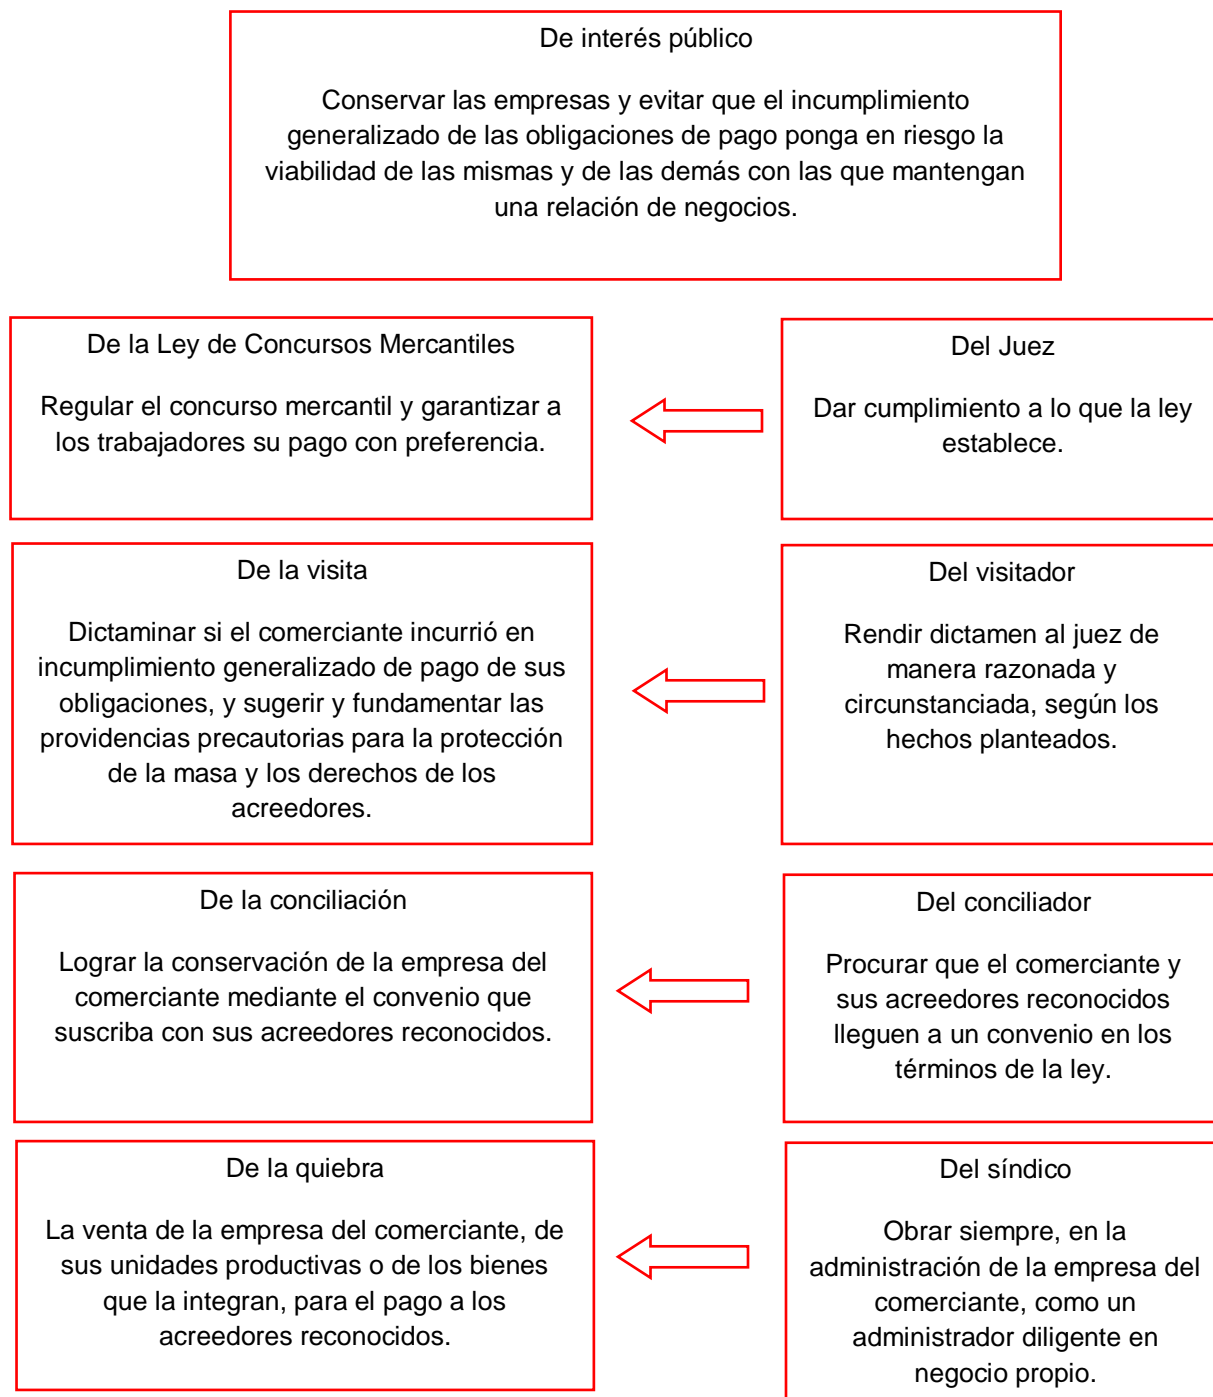 De interés público
Conservar las empresas y evitar que el incumplimiento
generalizado de las obligaciones de pago ponga en riesgo la
viabilidad de las mismas y de las demás con las que mantengan
una relación de negocios.
De la Ley de Concursos Mercantiles
Regular el concurso mercantil y garantizar a
los trabajadores su pago con preferencia.
Del Juez
Dar cumplimiento a lo que la ley
establece.
De la visita
Dictaminar si el comerciante incurrió en
incumplimiento generalizado de pago de sus
obligaciones, y sugerir y fundamentar las
providencias precautorias para la protección
de la masa y los derechos de los
acreedores.
Del visitador
Rendir dictamen al juez de
manera razonada y
circunstanciada, según los
hechos planteados.
De la conciliación
Lograr la conservación de la empresa del
comerciante mediante el convenio que
suscriba con sus acreedores reconocidos.
Del conciliador
Procurar que el comerciante y
sus acreedores reconocidos
lleguen a un convenio en los
términos de la ley.
De la quiebra
La venta de la empresa del comerciante, de
sus unidades productivas o de los bienes
que la integran, para el pago a los
acreedores reconocidos.
Del síndico
Obrar siempre, en la
administración de la empresa del
comerciante, como un
administrador diligente en
negocio propio.